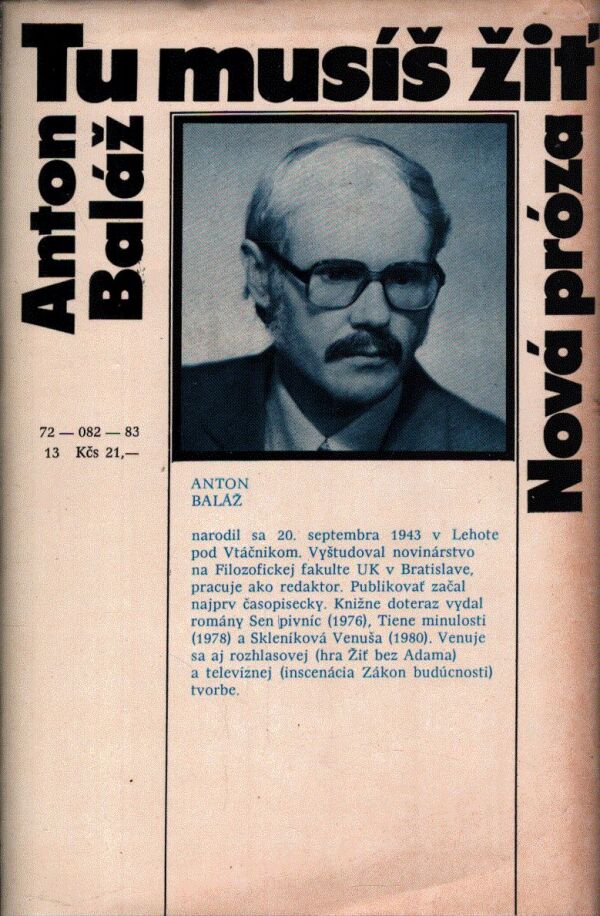 Tu musíš žiť
Anton
Baláž
Nová próza
72 — 082 — 83
13 Kčs 21,—
ANTON
BALÁŽ
narodil sa 20. septembra 1943 v Lehote
pod Vtáčnikom. Vyštudoval novinárstvo
na Filozofickej fakulte UK v Bratislave,
pracuje ako redaktor. Publikovať začal
najprv časopisecky. Knižne doteraz vydal
romány Sen pivníc (1976), Tiene minulosti
(1978) a Skleníková Venuša (1980). Venuje
sa aj rozhlasovej (hra Žiť bez Adama)
a televíznej (inscenácia Zákon budúcnosti)
tvorbe.